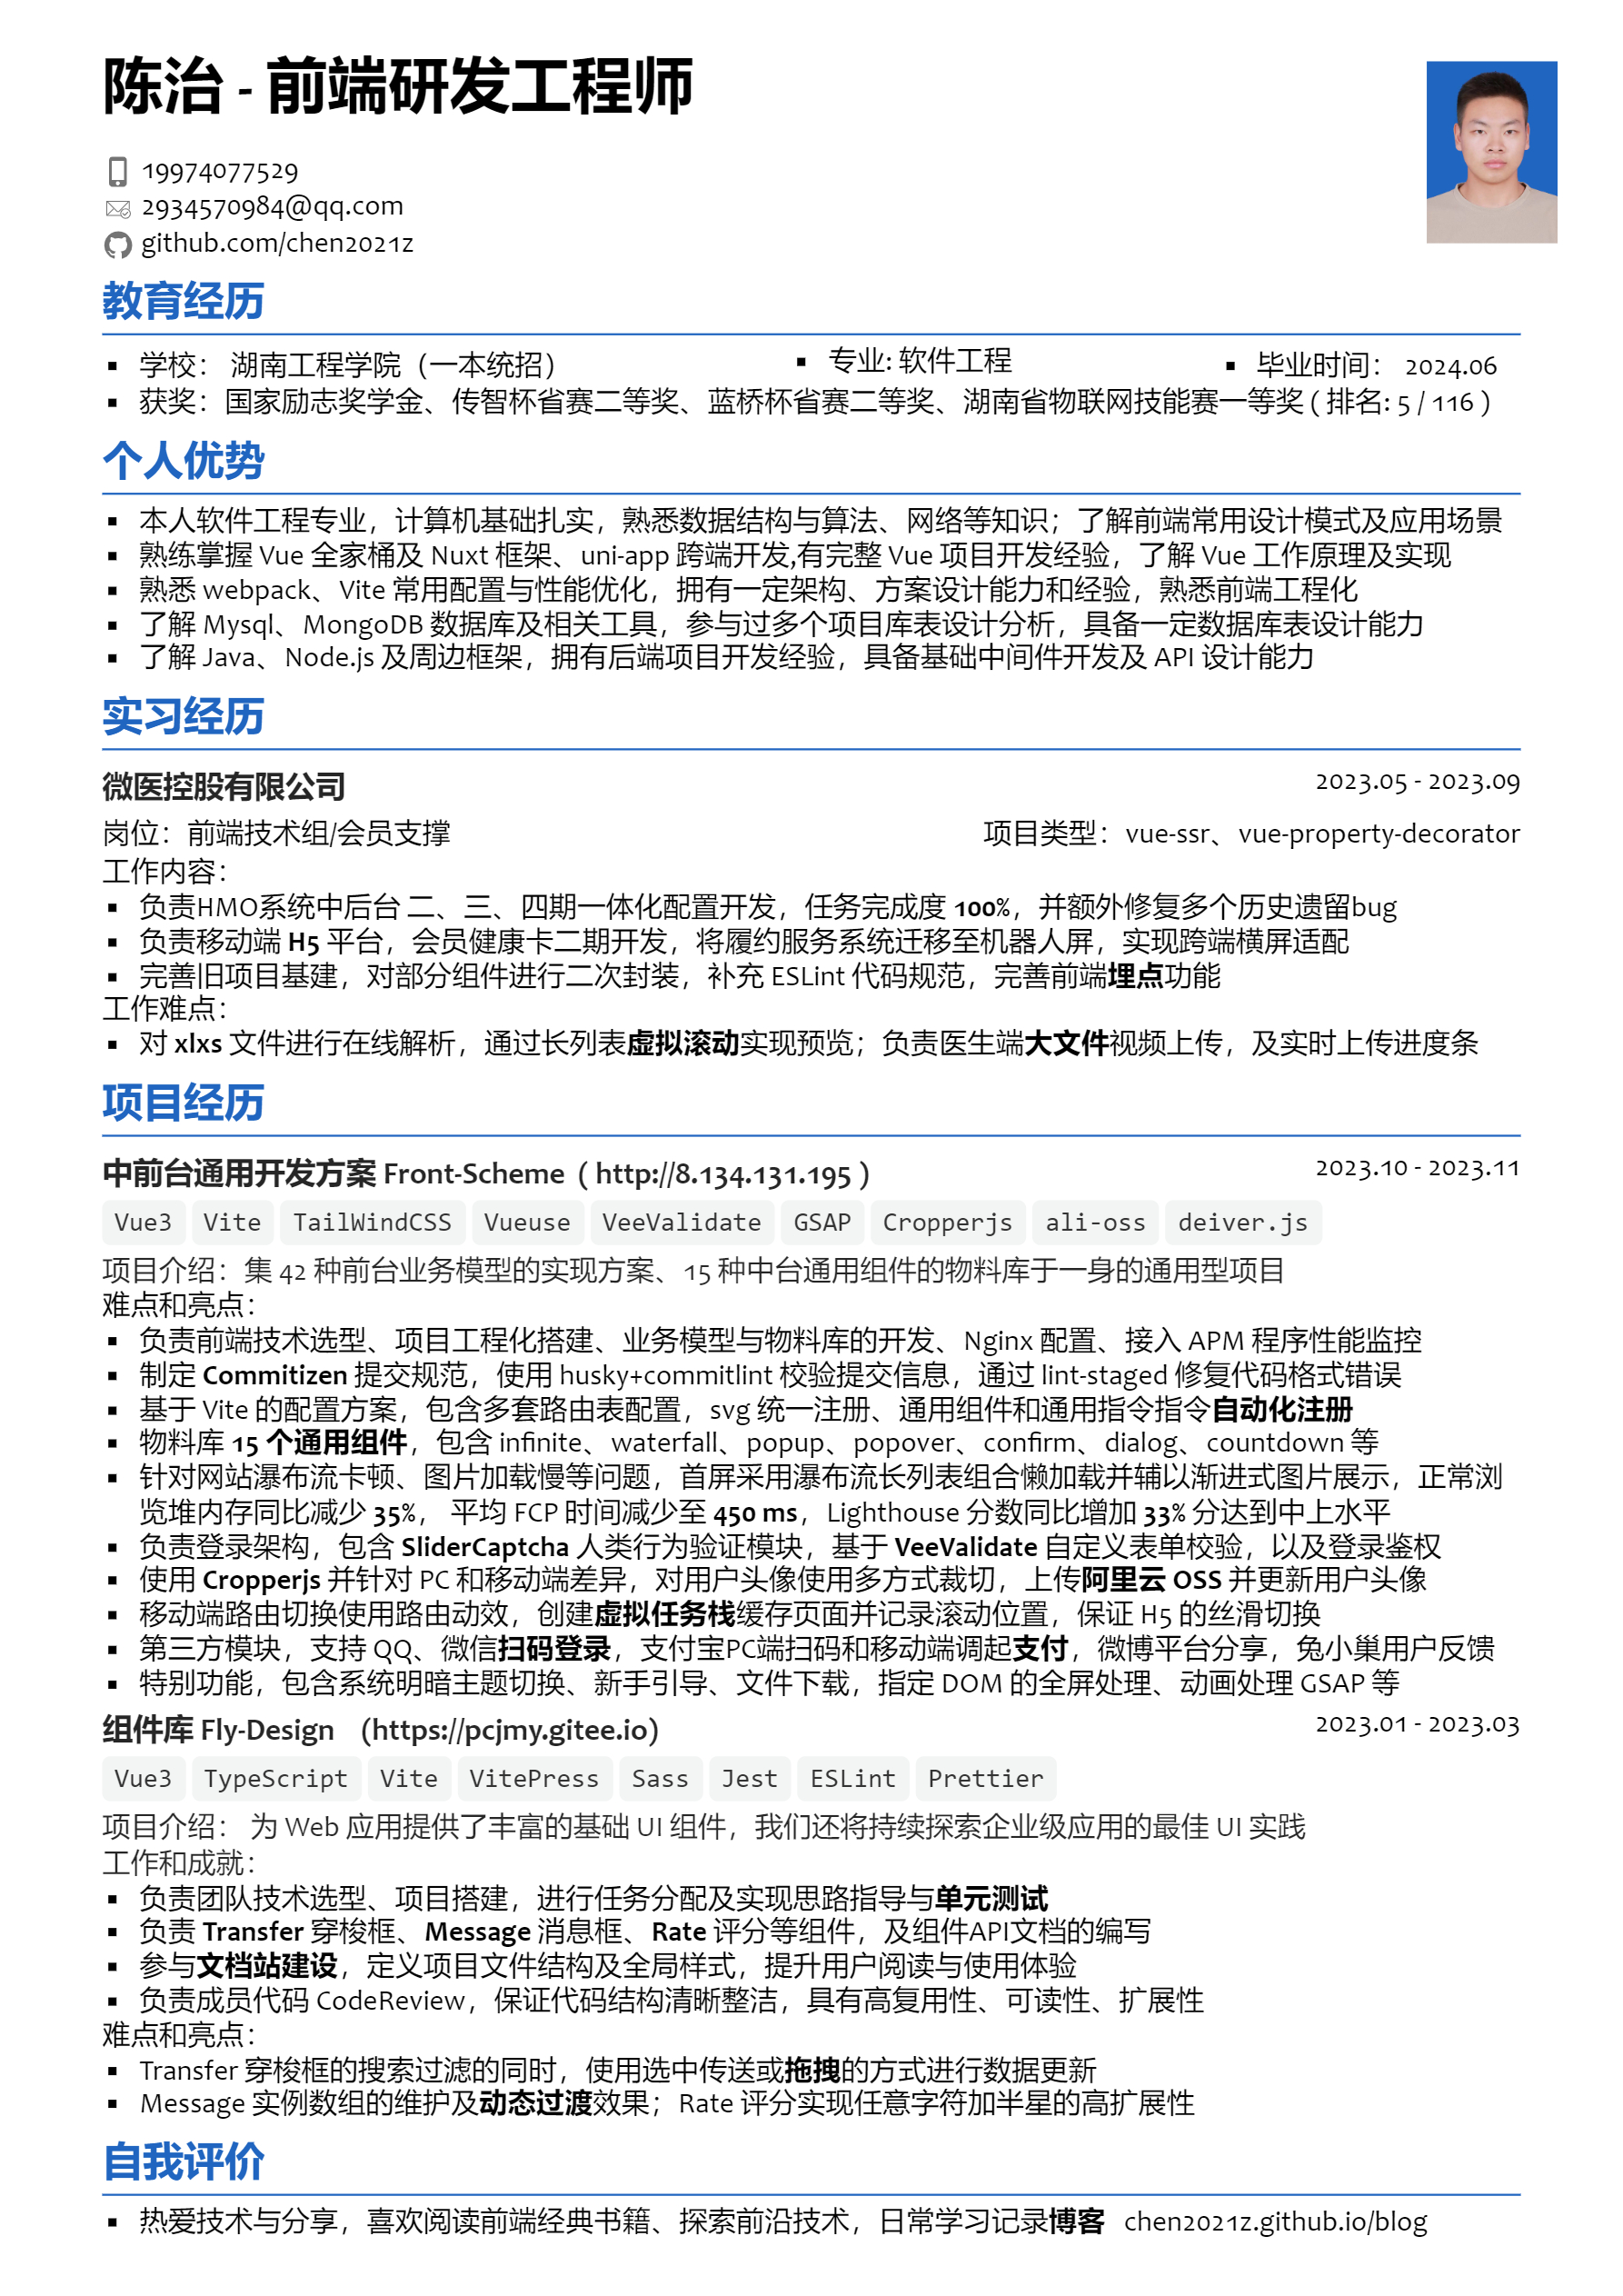 陈治 - 前端研发工程师
19974077529
2934570984@qq.com
github.com/chen2021z
教育经历
▪ 学校： 湖南工程学院（一本统招） ▪ 专业: 软件工程 ▪ 毕业时间： 2024.06
▪ 获奖：国家励志奖学金、传智杯省赛二等奖、蓝桥杯省赛二等奖、湖南省物联网技能赛一等奖 ( 排名: 5 / 116 )
个人优势
▪ 本人软件工程专业，计算机基础扎实，熟悉数据结构与算法、网络等知识；了解前端常用设计模式及应用场景
▪ 熟练掌握 Vue 全家桶及 Nuxt 框架、uni-app 跨端开发,有完整 Vue 项目开发经验，了解 Vue 工作原理及实现
▪ 熟悉 webpack、Vite 常用配置与性能优化，拥有一定架构、方案设计能力和经验，熟悉前端工程化
▪ 了解 Mysql、MongoDB 数据库及相关工具，参与过多个项目库表设计分析，具备一定数据库表设计能力
▪ 了解 Java、Node.js 及周边框架，拥有后端项目开发经验，具备基础中间件开发及 API 设计能力
实习经历
微医控股有限公司 2023.05 - 2023.09
岗位：前端技术组/会员支撑 项目类型：vue-ssr、vue-property-decorator
工作内容：
▪ 负责HMO系统中后台 二、三、四期一体化配置开发，任务完成度 100%，并额外修复多个历史遗留bug
▪ 负责移动端 H5 平台，会员健康卡二期开发，将履约服务系统迁移至机器人屏，实现跨端横屏适配
▪ 完善旧项目基建，对部分组件进行二次封装，补充 ESLint 代码规范，完善前端埋点功能
工作难点：
▪ 对 xlxs 文件进行在线解析，通过长列表虚拟滚动实现预览；负责医生端大文件视频上传，及实时上传进度条
项目经历
中前台通用开发方案 Front-Scheme（ http://8.134.131.195 ) 2023.10 - 2023.11
Vue3 Vite TailWindCSS Vueuse VeeValidate GSAP Cropperjs ali-oss deiver.js
项目介绍：集 42 种前台业务模型的实现方案、15 种中台通用组件的物料库于一身的通用型项目
难点和亮点：
▪ 负责前端技术选型、项目工程化搭建、业务模型与物料库的开发、Nginx 配置、接入 APM 程序性能监控
▪ 制定 Commitizen 提交规范，使用 husky+commitlint 校验提交信息，通过 lint-staged 修复代码格式错误
▪ 基于 Vite 的配置方案，包含多套路由表配置，svg 统一注册、通用组件和通用指令指令自动化注册
▪ 物料库 15 个通用组件，包含 infinite、waterfall、popup、popover、confirm、dialog、countdown 等
▪ 针对网站瀑布流卡顿、图片加载慢等问题，首屏采用瀑布流长列表组合懒加载并辅以渐进式图片展示，正常浏
览堆内存同比减少 35%， 平均 FCP 时间减少至 450 ms，Lighthouse 分数同比增加 33% 分达到中上水平
▪ 负责登录架构，包含 SliderCaptcha 人类行为验证模块，基于 VeeValidate 自定义表单校验，以及登录鉴权
▪ 使用 Cropperjs 并针对 PC 和移动端差异，对用户头像使用多方式裁切，上传阿里云 OSS 并更新用户头像
▪ 移动端路由切换使用路由动效，创建虚拟任务栈缓存页面并记录滚动位置，保证 H5 的丝滑切换
▪ 第三方模块，支持 QQ、微信扫码登录，支付宝PC端扫码和移动端调起支付，微博平台分享，兔小巢用户反馈
▪ 特别功能，包含系统明暗主题切换、新手引导、文件下载，指定 DOM 的全屏处理、动画处理 GSAP 等
组件库 Fly-Design （https://pcjmy.gitee.io) 2023.01 - 2023.03
Vue3 TypeScript Vite VitePress Sass Jest ESLint Prettier
项目介绍： 为 Web 应用提供了丰富的基础 UI 组件，我们还将持续探索企业级应用的最佳 UI 实践
工作和成就：
▪ 负责团队技术选型、项目搭建，进行任务分配及实现思路指导与单元测试
▪ 负责 Transfer 穿梭框、Message 消息框、Rate 评分等组件，及组件API文档的编写
▪ 参与文档站建设，定义项目文件结构及全局样式，提升用户阅读与使用体验
▪ 负责成员代码 CodeReview，保证代码结构清晰整洁，具有高复用性、可读性、扩展性
难点和亮点：
▪ Transfer 穿梭框的搜索过滤的同时，使用选中传送或拖拽的方式进行数据更新
▪ Message 实例数组的维护及动态过渡效果；Rate 评分实现任意字符加半星的高扩展性
自我评价
▪ 热爱技术与分享，喜欢阅读前端经典书籍、探索前沿技术，日常学习记录博客 chen2021z.github.io/blog